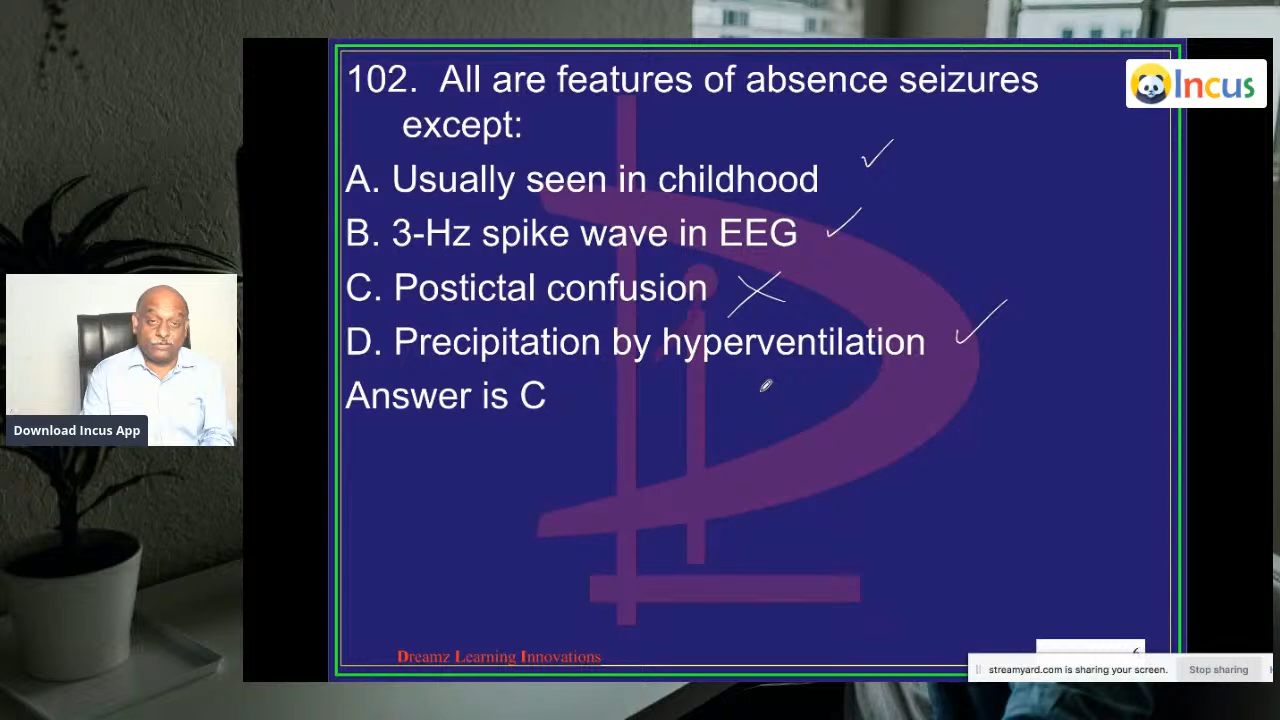 102. All are features of absence seizures
except:
A. Usually seen in childhood
B. 3-Hz spike wave in EEG
C. Postictal confusion
D. Precipitation by hyperventilation
Answer is C
Incus
Download Incus App
Dreamz Learning Innovations
streamyard.com is sharing your screen.
Stop sharing